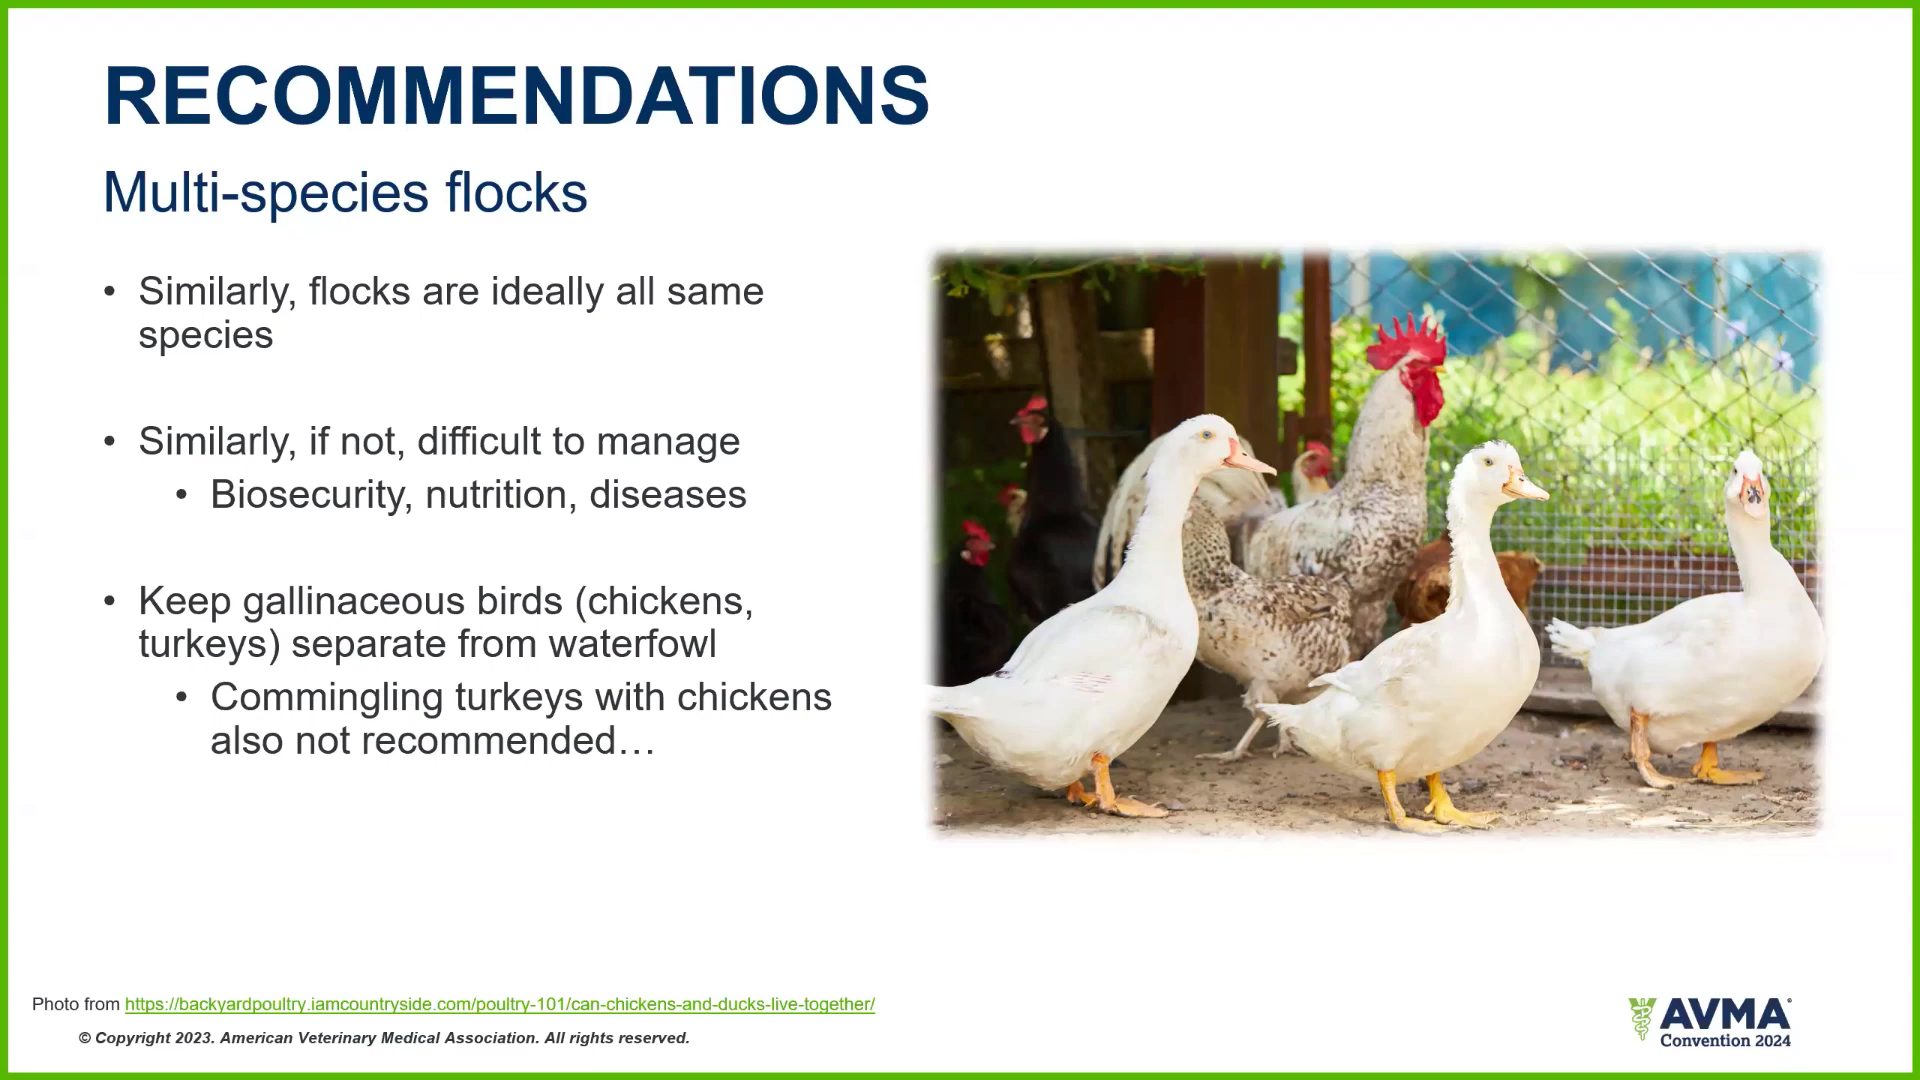 RECOMMENDATIONS
Multi-species flocks
• Similarly, flocks are ideally all same
species
• Similarly, if not, difficult to manage
• Biosecurity, nutrition, diseases
• Keep gallinaceous birds (chickens,
turkeys) separate from waterfowl
• Commingling turkeys with chickens
also not recommended…
Photo from https://backyardpoultry.iamcountryside.com/poultry-101/can-chickens-and-ducks-live-together/
© Copyright 2023. American Veterinary Medical Association. All rights reserved.
AVMA
Convention 2024